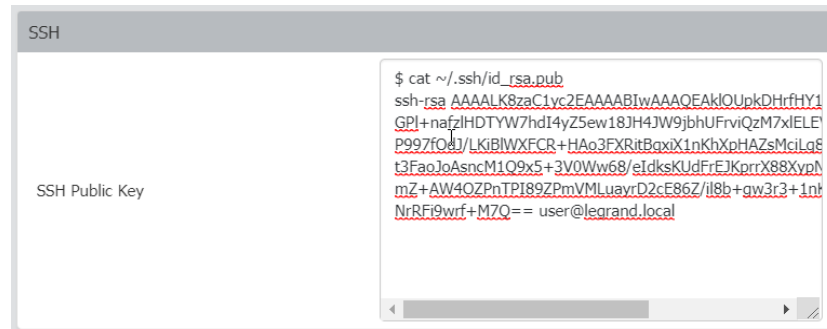 SSH
SSH Public Key
$ cat ~/.ssh/id_rsa.pub
ssh-rsa AAAALK8zaC1yc2EAAAABIwAAAQEAklOUpkDHrfHY1
GPl+nafzlHDTYW7hdI4yZ5ew18JH4JW9jbhUFrviQzM7xlELE
P997fOdJ/LKiBlWXFCR+HAo3FXRitBqxiX1nKhXpHAZsMciLq8
t3FaoJoAsncM1Q9x5+3V0Ww68/eIdksKUdFrEJKprrX88Xyp
mZ+AW4OZPnTPI89ZPmVMLuayrD2cE86Z/il8b+gw3r3+1n
NrRFi9wrf+M7Q== user@legrand.local